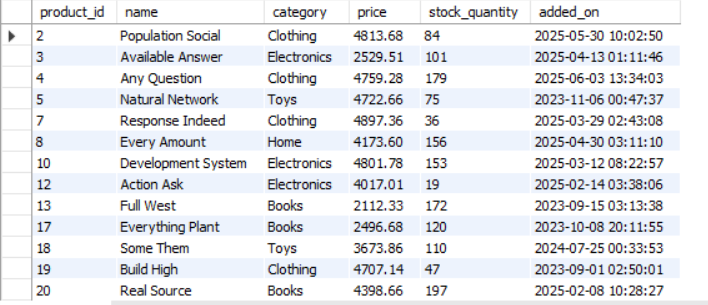 product_id name category price stock_quantity added_on
2 Population Social Clothing 4813.68 84 2025-05-30 10:02:50
3 Available Answer Electronics 2529.51 101 2025-04-13 01:11:46
4 Any Question Clothing 4759.28 179 2025-06-03 13:34:03
5 Natural Network Toys 4722.66 75 2023-11-06 00:47:37
7 Response Indeed Clothing 4897.36 36 2025-03-29 02:43:08
8 Every Amount Home 4173.60 156 2025-04-30 03:11:10
10 Development System Electronics 4801.78 153 2025-03-12 08:22:57
12 Action Ask Electronics 4017.01 19 2025-02-14 03:38:06
13 Full West Books 2112.33 172 2023-09-15 03:13:38
17 Everything Plant Books 2496.68 120 2023-10-08 20:11:55
18 Some Them Toys 3673.86 110 2024-07-25 00:33:53
19 Build High Clothing 4707.14 47 2023-09-01 02:50:01
20 Real Source Books 4398.66 197 2025-02-08 10:28:27